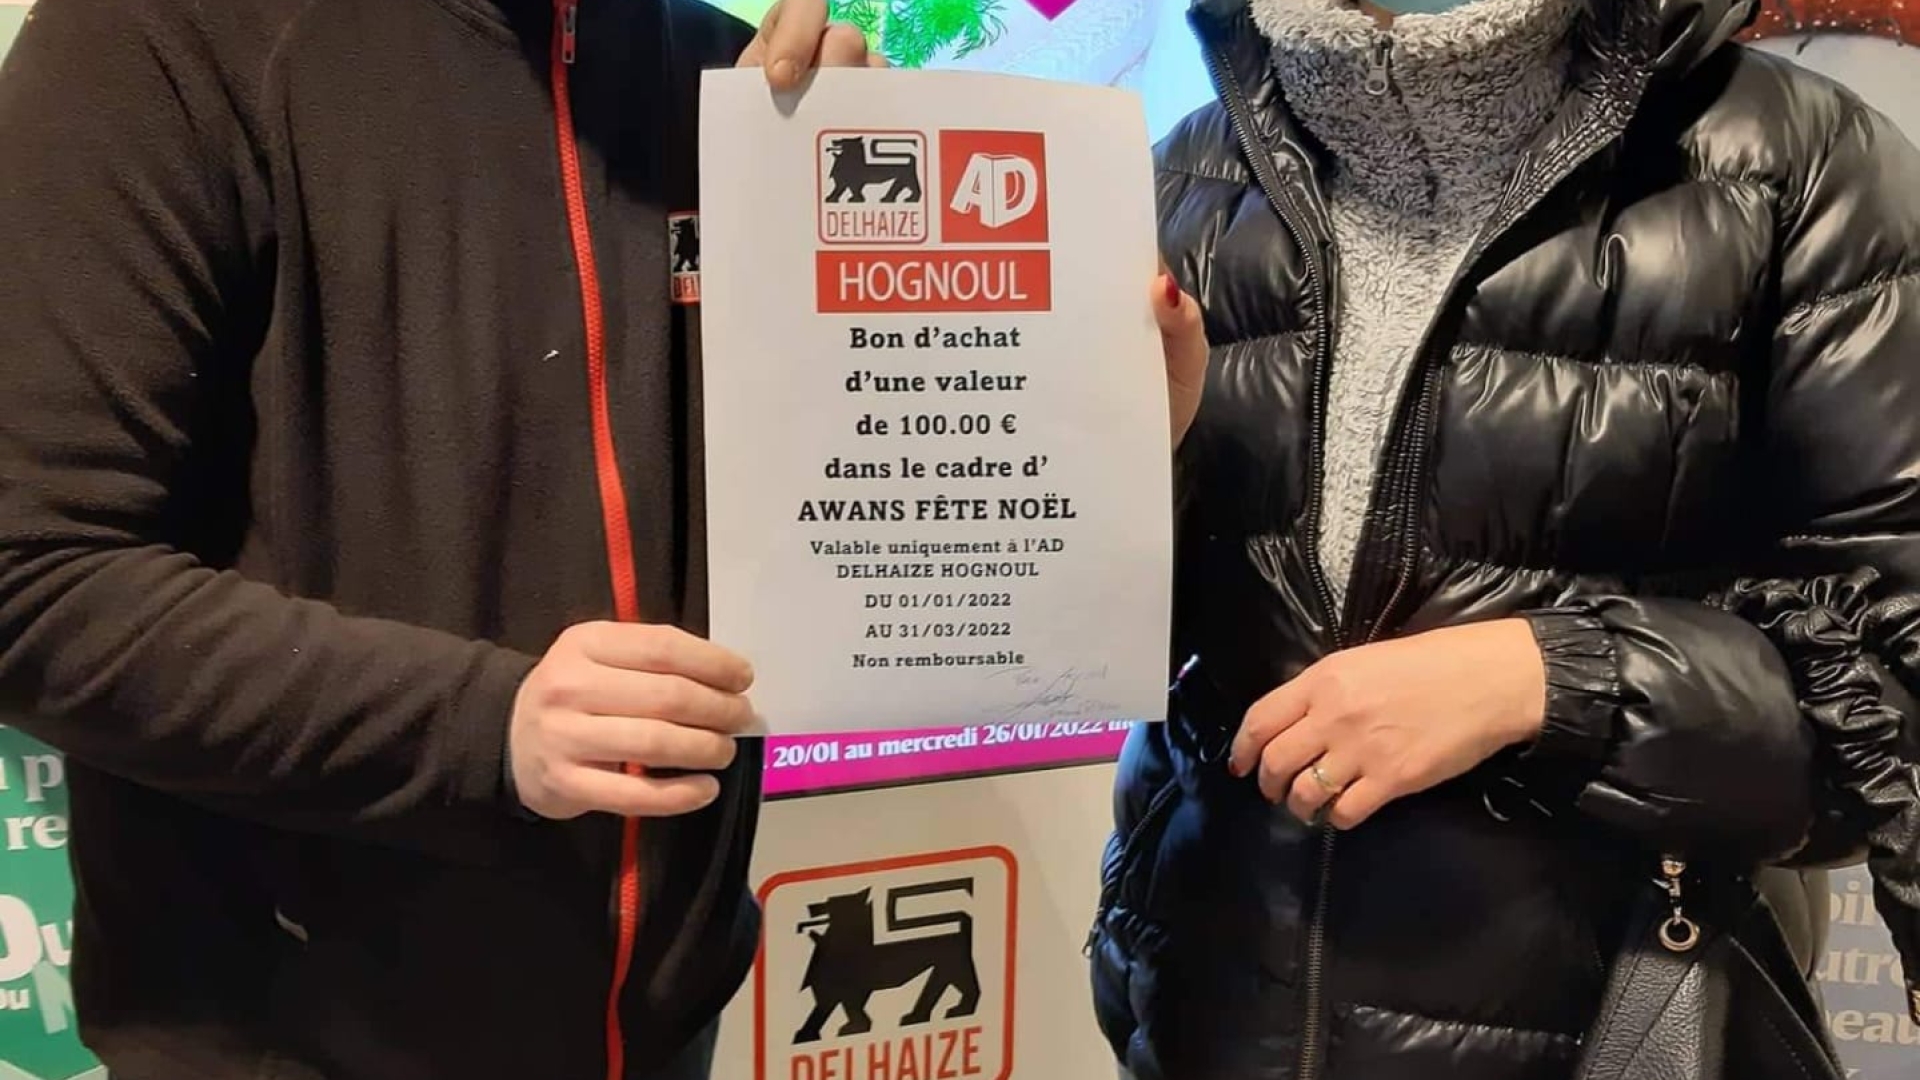 DELHAIZE
AD
HOGNOUL
Bon d'achat
d'une valeur
de 100.00 €
dans le cadre d'
AWANS FÊTE NOËL
Valable uniquement à l'AD
DELHAIZE HOGNOUL
DU 01/01/2022
AU 31/03/2022
Non remboursable
20/01 au mercredi 26/01/2022
DELHAIZE